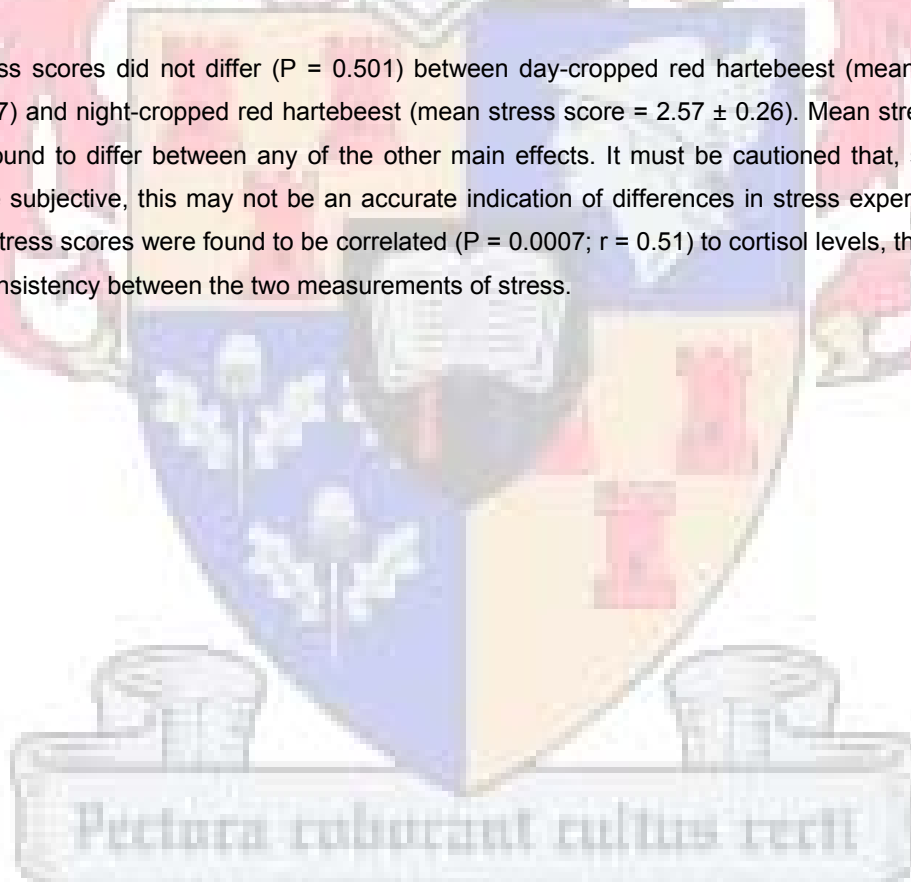 ss scores did not differ (P = 0.501) between day-cropped red hartebeest (mean
7) and night-cropped red hartebeest (mean stress score = 2.57 ± 0.26). Mean stre
ound to differ between any of the other main effects. It must be cautioned that,
subjective, this may not be an accurate indication of differences in stress exper
tress scores were found to be correlated (P = 0.0007; r = 0.51) to cortisol levels, th
nsistency between the two measurements of stress.
Pectora roborant cultus recti